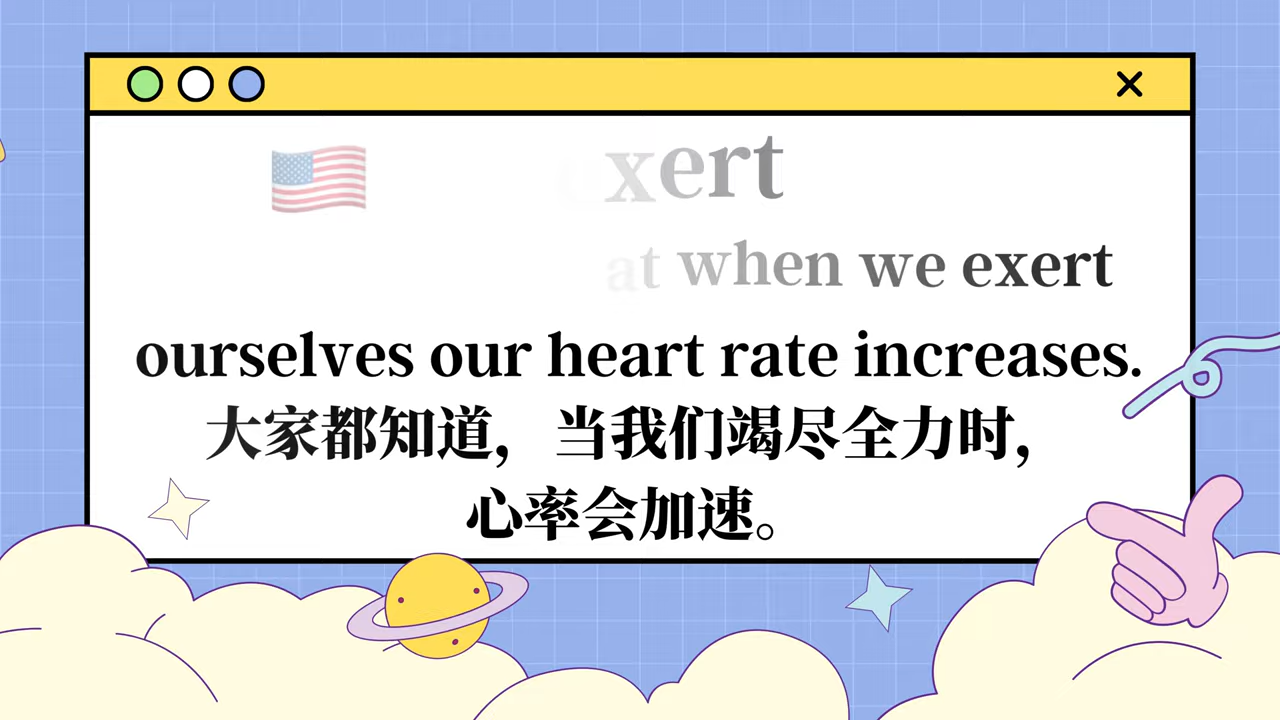 exert
at when we exert
ourselves our heart rate increases.
大家都知道，当我们竭尽全力时，
心率会加速。